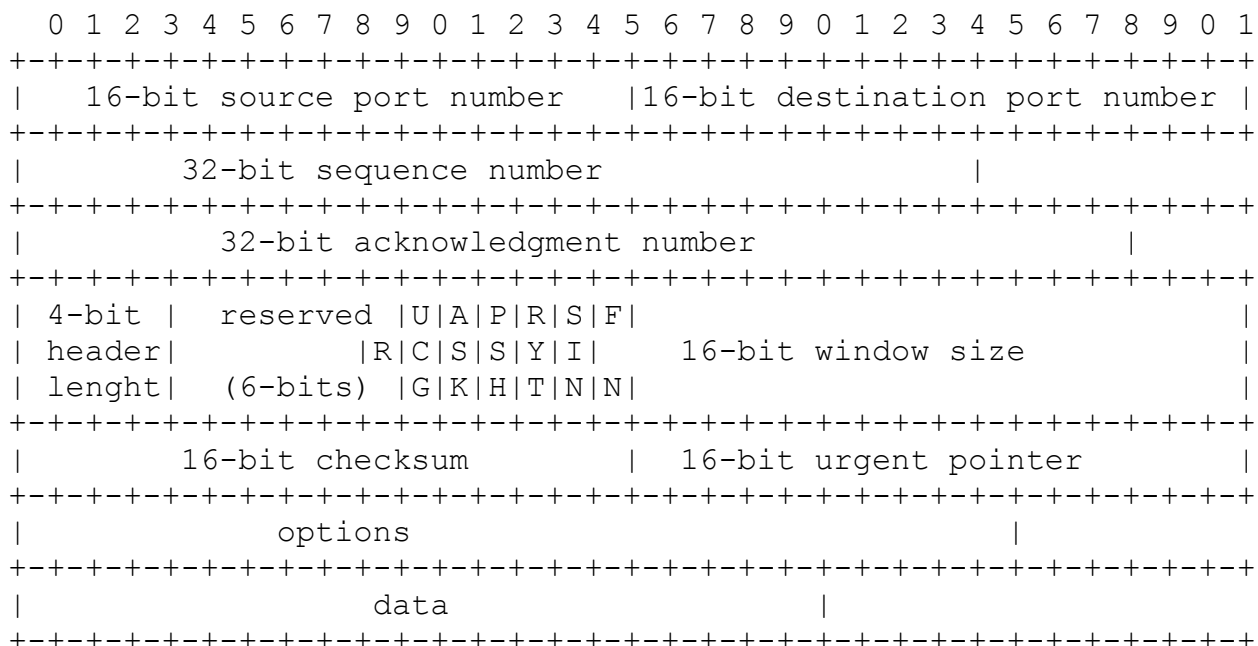 0 1 2 3 4 5 6 7 8 9 0 1 2 3 4 5 6 7 8 9 0 1 2 3 4 5 6 7 8 9 0 1
+-+-+-+-+-+-+-+-+-+-+-+-+-+-+-+-+-+-+-+-+-+-+-+-+-+-+-+-+-+-+-+-+
|   16-bit source port number   |16-bit destination port number |
+-+-+-+-+-+-+-+-+-+-+-+-+-+-+-+-+-+-+-+-+-+-+-+-+-+-+-+-+-+-+-+-+
|        32-bit sequence number                   |
+-+-+-+-+-+-+-+-+-+-+-+-+-+-+-+-+-+-+-+-+-+-+-+-+-+-+-+-+-+-+-+-+
|          32-bit acknowledgment number                   |
+-+-+-+-+-+-+-+-+-+-+-+-+-+-+-+-+-+-+-+-+-+-+-+-+-+-+-+-+-+-+-+-+
| 4-bit |  reserved |U|A|P|R|S|F|                               |
| header|         |R|C|S|S|Y|I|    16-bit window size           |
| lenght|  (6-bits) |G|K|H|T|N|N|                               |
+-+-+-+-+-+-+-+-+-+-+-+-+-+-+-+-+-+-+-+-+-+-+-+-+-+-+-+-+-+-+-+-+
|        16-bit checksum        |  16-bit urgent pointer        |
+-+-+-+-+-+-+-+-+-+-+-+-+-+-+-+-+-+-+-+-+-+-+-+-+-+-+-+-+-+-+-+-+
|             options                               |
+-+-+-+-+-+-+-+-+-+-+-+-+-+-+-+-+-+-+-+-+-+-+-+-+-+-+-+-+-+-+-+-+
|                  data                   |
+-+-+-+-+-+-+-+-+-+-+-+-+-+-+-+-+-+-+-+-+-+-+-+-+-+-+-+-+-+-+-+-+